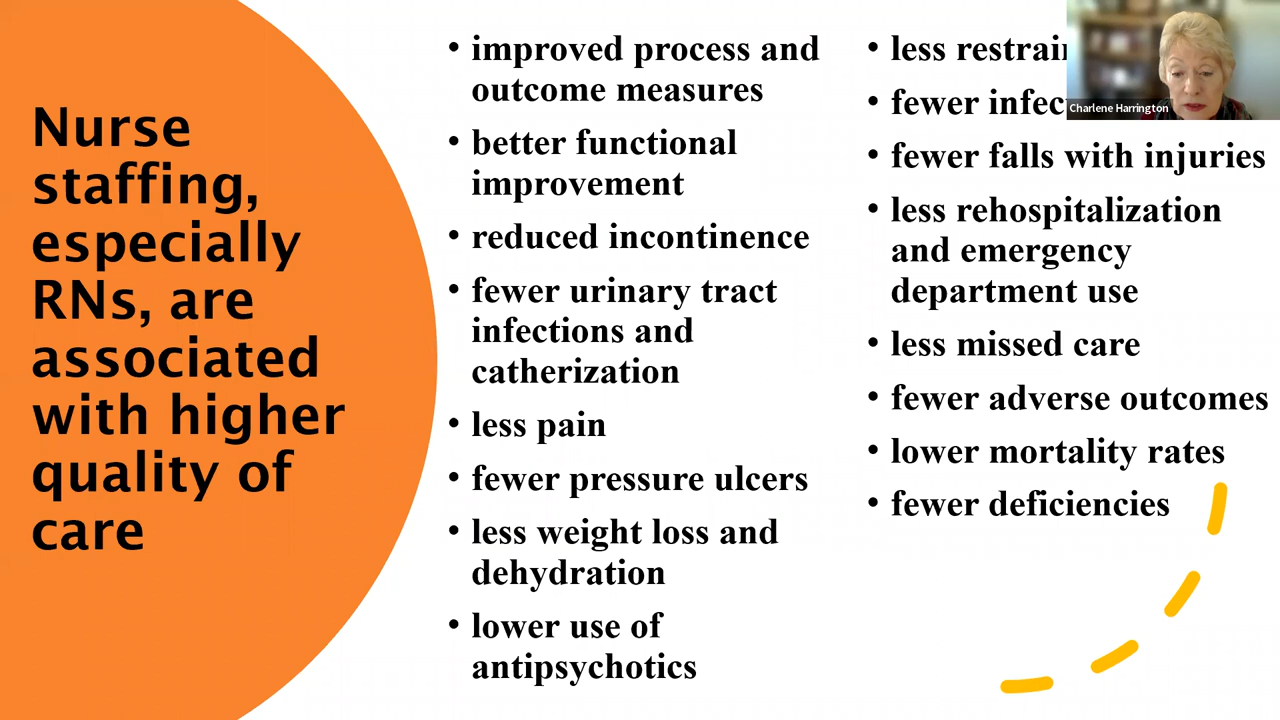 Nurse
staffing,
especially
RNs, are
associated
with higher
quality of
care
• improved process and
outcome measures
• better functional
improvement
• reduced incontinence
• fewer urinary tract
infections and
catherization
• less pain
• fewer pressure ulcers
• less weight loss and
dehydration
• lower use of
antipsychotics
• less
• fewer
• fewer falls with injuries
• less rehospitalization
and emergency
department use
• less missed care
• fewer adverse outcomes
• lower mortality rates
• fewer deficiencies
Charlene Harrington